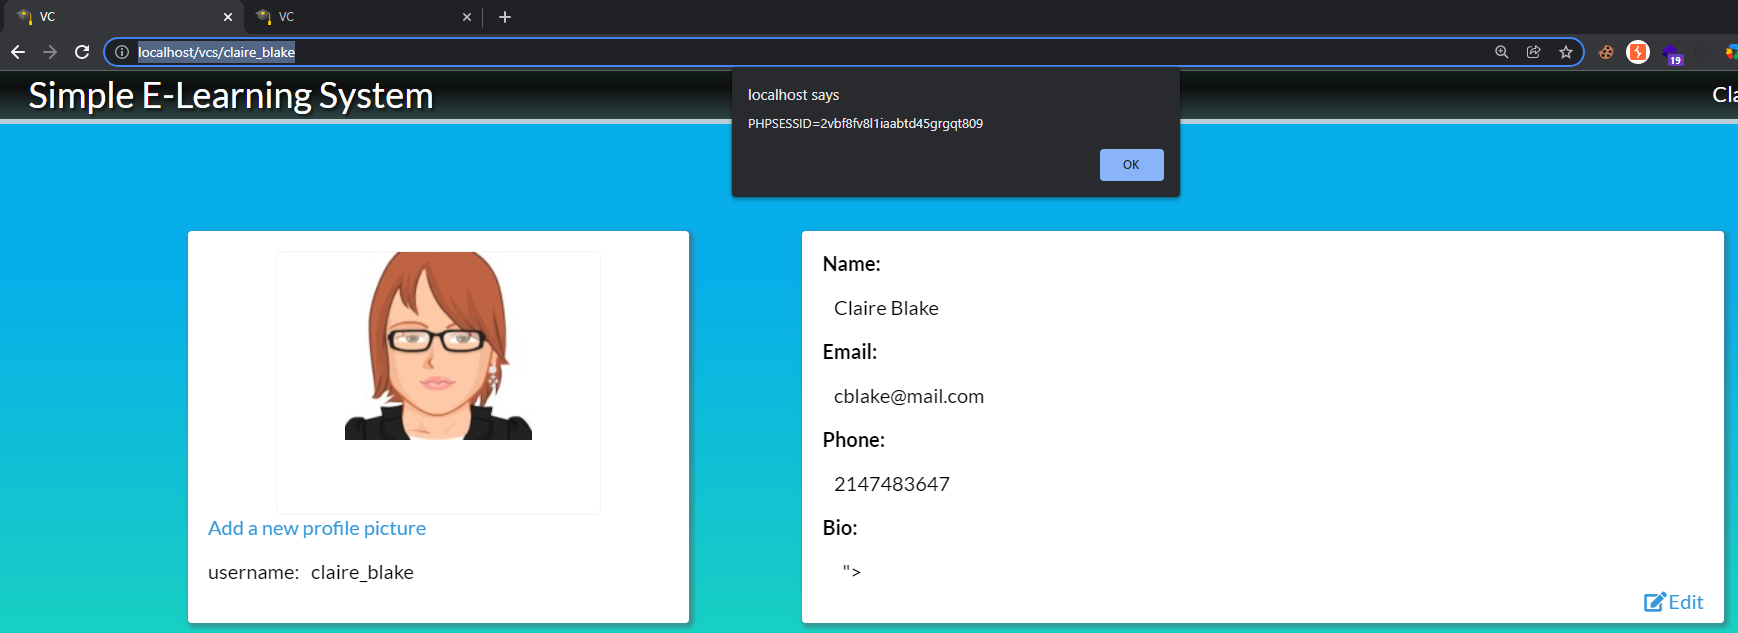 VC
VC
localhost/vcs/claire_blake
19
Simple E-Learning System
Cla
localhost says
PHPSESSID=2vbf8fv8l1iaabtd45grgqt809
OK
Name:
Claire Blake
Email:
cblake@mail.com
Phone:
2147483647
Bio:
">
Edit
Add a new profile picture
username: claire_blake